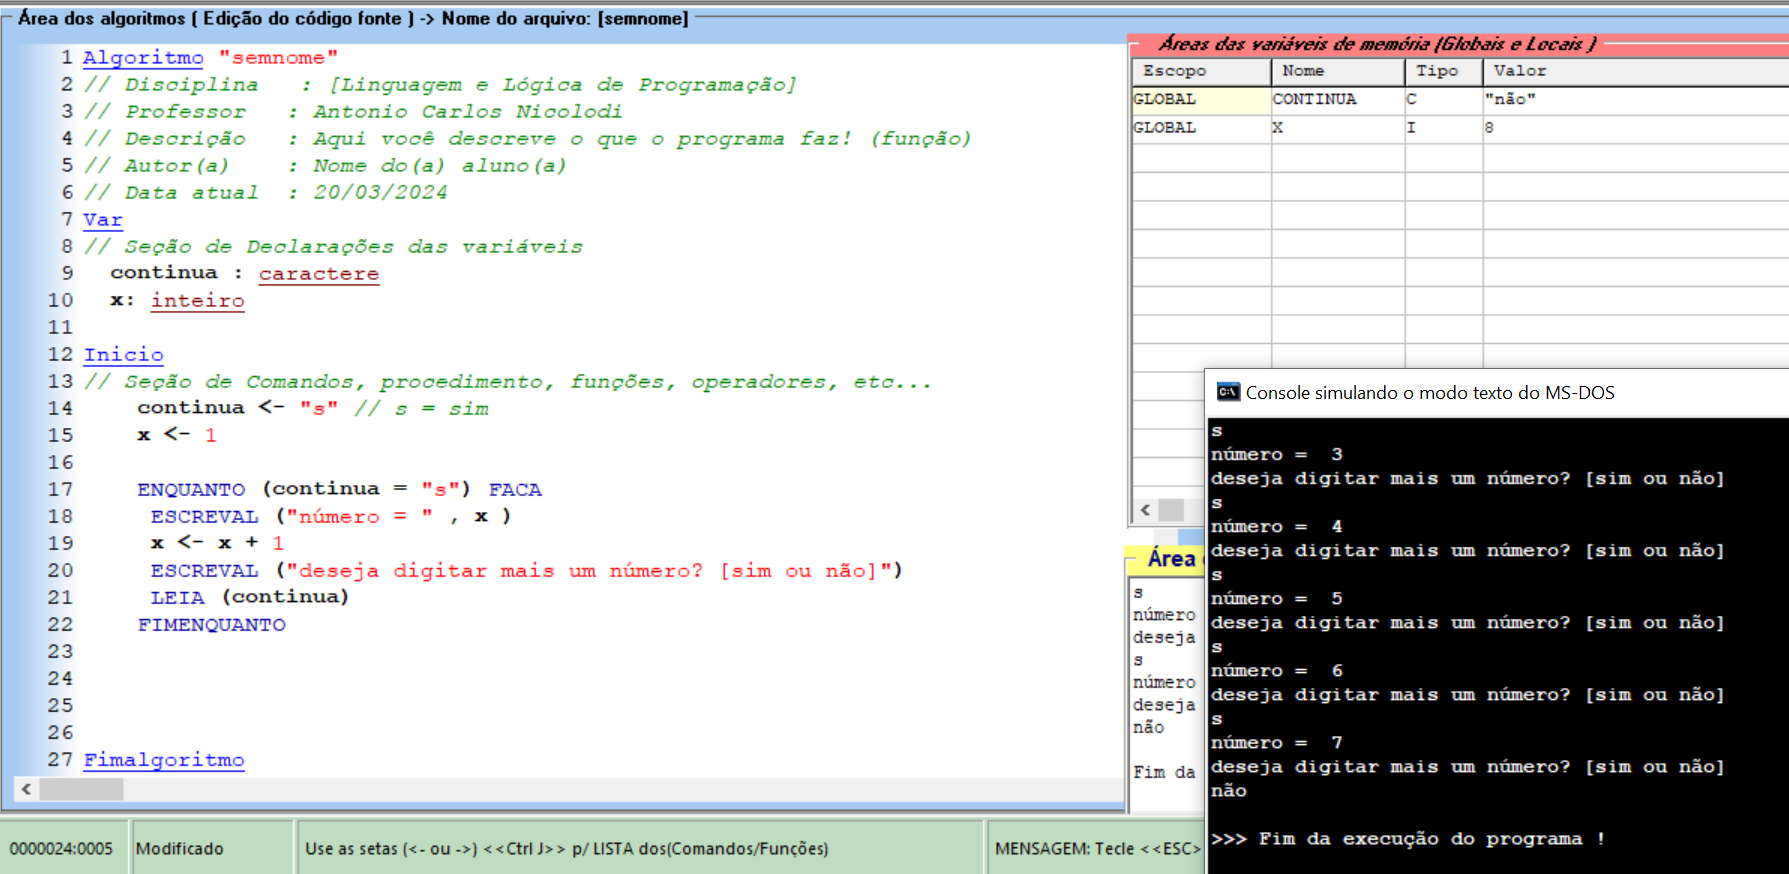 Área dos algoritmos ( Edição do código fonte ) -> Nome do arquivo: [semnome]
1 Algoritmo "semnome"
2 // Disciplina   : [Linguagem e Lógica de Programação]
3 // Professor   : Antonio Carlos Nicolodi
4 // Descrição   : Aqui você descreve o que o programa faz! (função)
5 // Autor(a)    : Nome do(a) aluno(a)
6 // Data atual  : 20/03/2024
7 Var
8 // Seção de Declarações das variáveis
9   continua : caractere
10   x: inteiro
11
12 Inicio
13 // Seção de Comandos, procedimento, funções, operadores, etc...
14     continua <- "s" // s = sim
15     x <- 1
16
17     ENQUANTO (continua = "s") FACA
18      ESCREVAL ("número = " , x )
19      x <- x + 1
20      ESCREVAL ("deseja digitar mais um número? [sim ou não]")
21      LEIA (continua)
22     FIMENQUANTO
23
24
25
26
27 Fimalgoritmo
Áreas das variáveis de memória (Globais e Locais )
Escopo Nome Tipo Valor
GLOBAL CONTINUA C "não"
GLOBAL X I 8
Área
s
número
deseja
s
número
deseja
não
Fim da
Console simulando o modo texto do MS-DOS
s
número =  3
deseja digitar mais um número? [sim ou não]
s
número =  4
deseja digitar mais um número? [sim ou não]
s
número =  5
deseja digitar mais um número? [sim ou não]
s
número =  6
deseja digitar mais um número? [sim ou não]
s
número =  7
deseja digitar mais um número? [sim ou não]
não
>>> Fim da execução do programa !
0000024:0005 Modificado Use as setas (<- ou ->) <<Ctrl J>> p/ LISTA dos(Comandos/Funções) MENSAGEM: Tecle <<ESC>